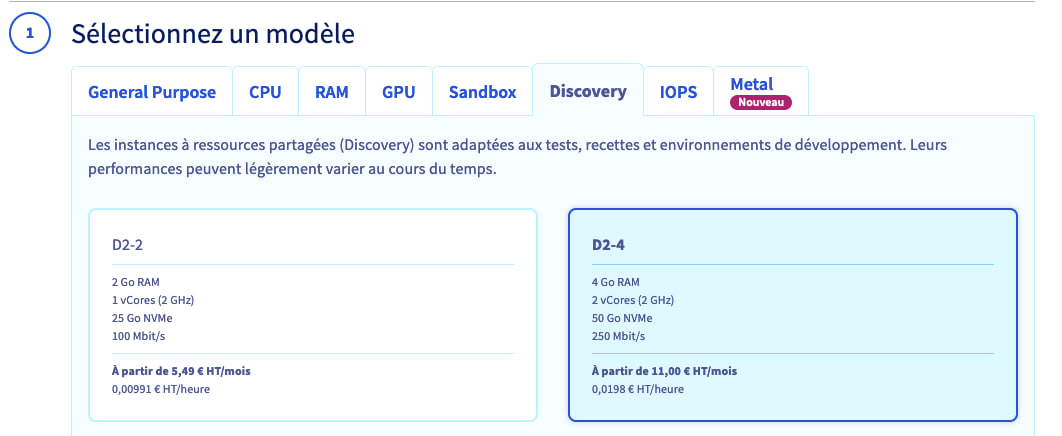 1
Sélectionnez un modèle
General Purpose
CPU
RAM
GPU
Sandbox
Discovery
IOPS
Metal
Nouveau
Les instances à ressources partagées (Discovery) sont adaptées aux tests, recettes et environnements de développement. Leurs
performances peuvent légèrement varier au cours du temps.
D2-2
2 Go RAM
1 vCores (2 GHz)
25 Go NVMe
100 Mbit/s
À partir de 5,49 € HT/mois
0,00991 € HT/heure
D2-4
4 Go RAM
2 vCores (2 GHz)
50 Go NVMe
250 Mbit/s
À partir de 11,00 € HT/mois
0,0198 € HT/heure